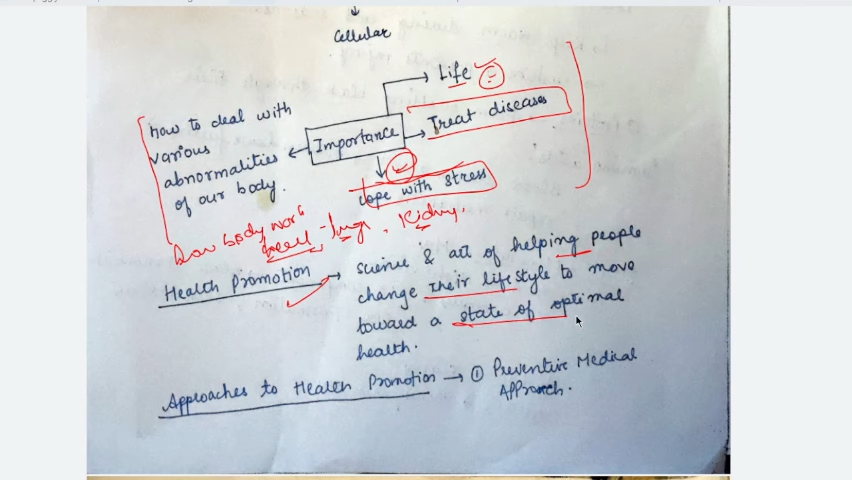 Cellular
Life
Treat diseases
Importance
cope with stress
how to deal with
various
abnormalities
of our body.
How body work
- lungs, Kidney.
Health Promotion → science & art of helping people
change their lifestyle to move
toward a state of optimal
health.
Approaches to Health Promotion → ① Preventive Medical
Approach.